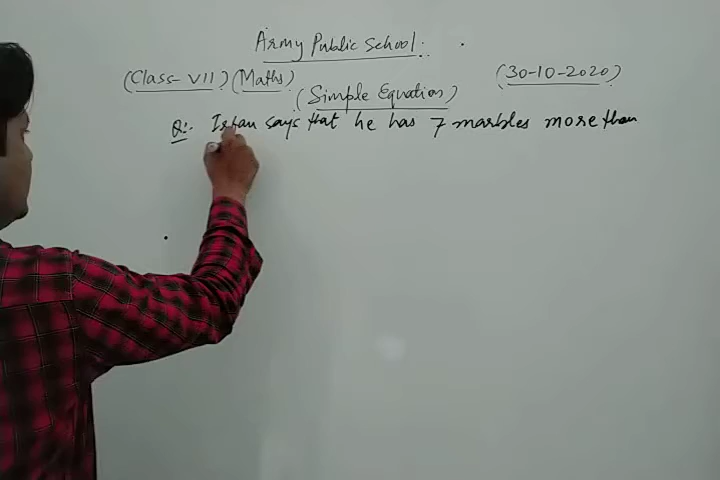 Army Public School:
(Class-VII) (Maths) (30-10-2020)
(Simple Equation)
Q:- Irfan says that he has 7 marbles more than